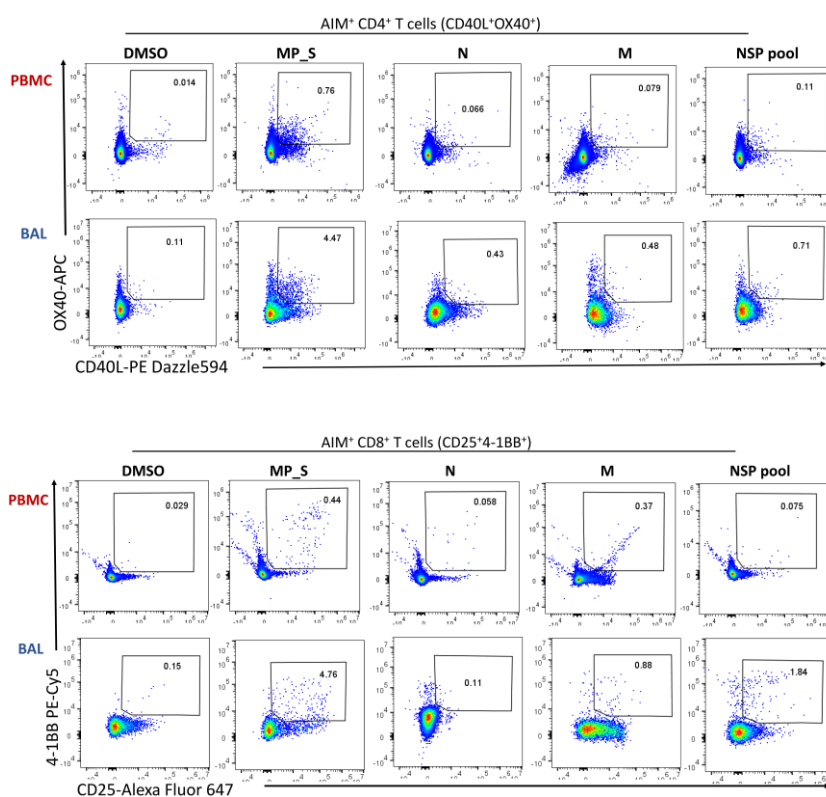 AIM⁺ CD4⁺ T cells (CD40L⁺OX40⁺)
DMSO MP_S N M NSP pool
PBMC
0.014 0.76 0.066 0.079 0.11
BAL
0.11 4.47 0.43 0.48 0.71
OX40-APC
CD40L-PE Dazzle594
AIM⁺ CD8⁺ T cells (CD25⁺4-1BB⁺)
DMSO MP_S N M NSP pool
PBMC
0.029 0.44 0.058 0.37 0.075
BAL
0.15 4.76 0.11 0.88 1.84
4-1BB PE-Cy5
CD25-Alexa Fluor 647